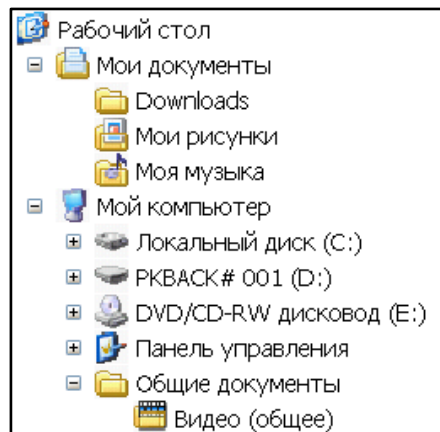 Рабочий стол
Мои документы
Downloads
Мои рисунки
Моя музыка
Мой компьютер
Локальный диск (C:)
PKBACK# 001 (D:)
DVD/CD-RW дисковод (E:)
Панель управления
Общие документы
Видео (общее)